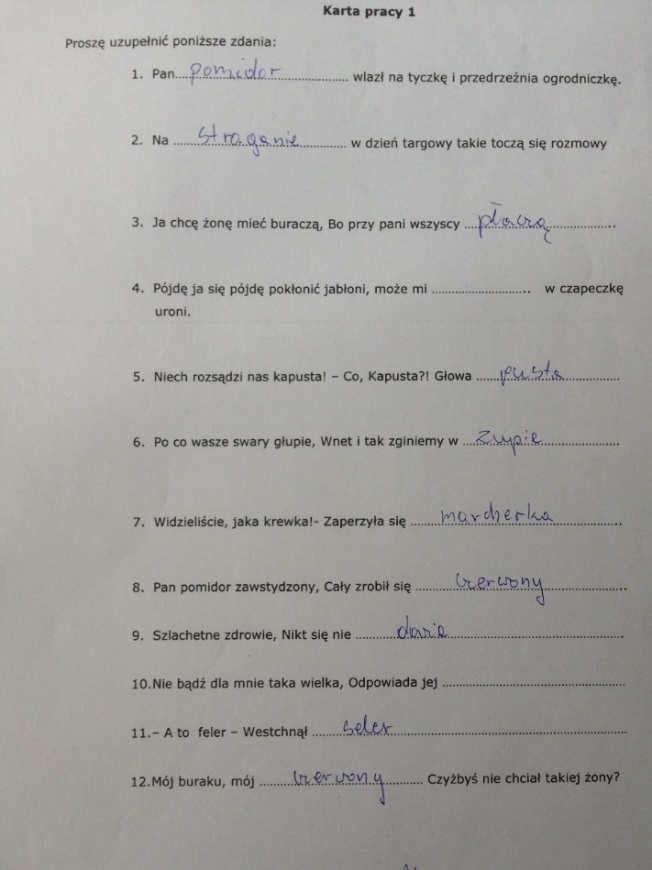 Karta pracy 1
Proszę uzupełnić poniższe zdania:
1. Pan....pomidor.................. wlazł na tyczkę i przedrzeźnia ogrodniczkę.
2. Na ......straganie............ w dzień targowy takie toczą się rozmowy
3. Ja chcę żonę mieć buraczą, Bo przy pani wszyscy ....płaczą................
4. Pójdę ja się pójdę pokłonić jabłoni, może mi ......................... w czapeczkę
uroni.
5. Niech rozsądzi nas kapusta! – Co, Kapusta?! Głowa ......pusta..............
6. Po co wasze swary głupie, Wnet i tak zginiemy w ....zupie...................
7. Widzieliście, jaka krewka!- Zaperzyła się ........marcherka.................
8. Pan pomidor zawstydzony, Cały zrobił się ..........czerwony....................
9. Szlachetne zdrowie, Nikt się nie ..........dowie..............................
10.Nie bądź dla mnie taka wielka, Odpowiada jej ..............................................
11.– A to feler – Westchnął ........seler..............................................
12.Mój buraku, mój .........czerwony......... Czyżbyś nie chciał takiej żony?